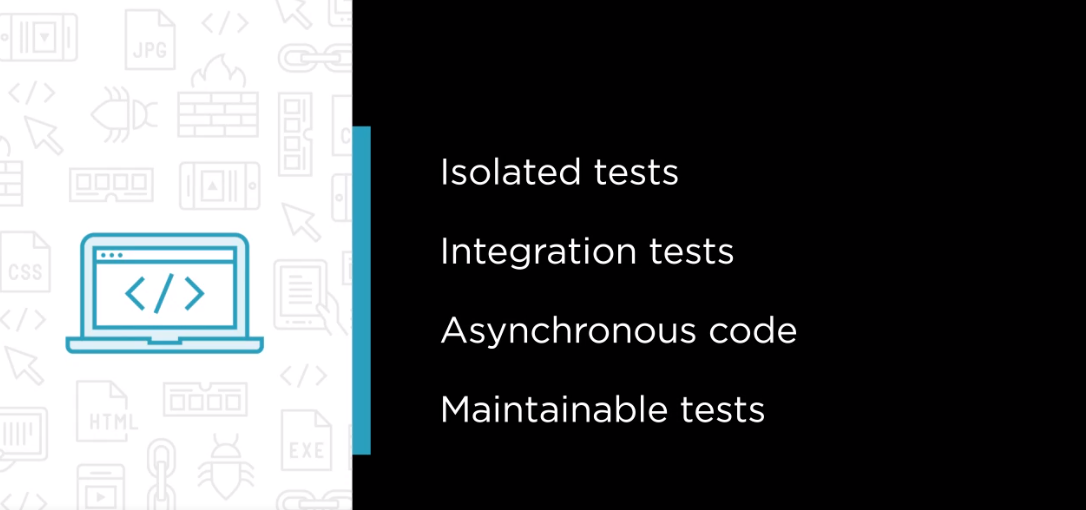 JPG
CSS
HTML
EXE
</>
Isolated tests
Integration tests
Asynchronous code
Maintainable tests